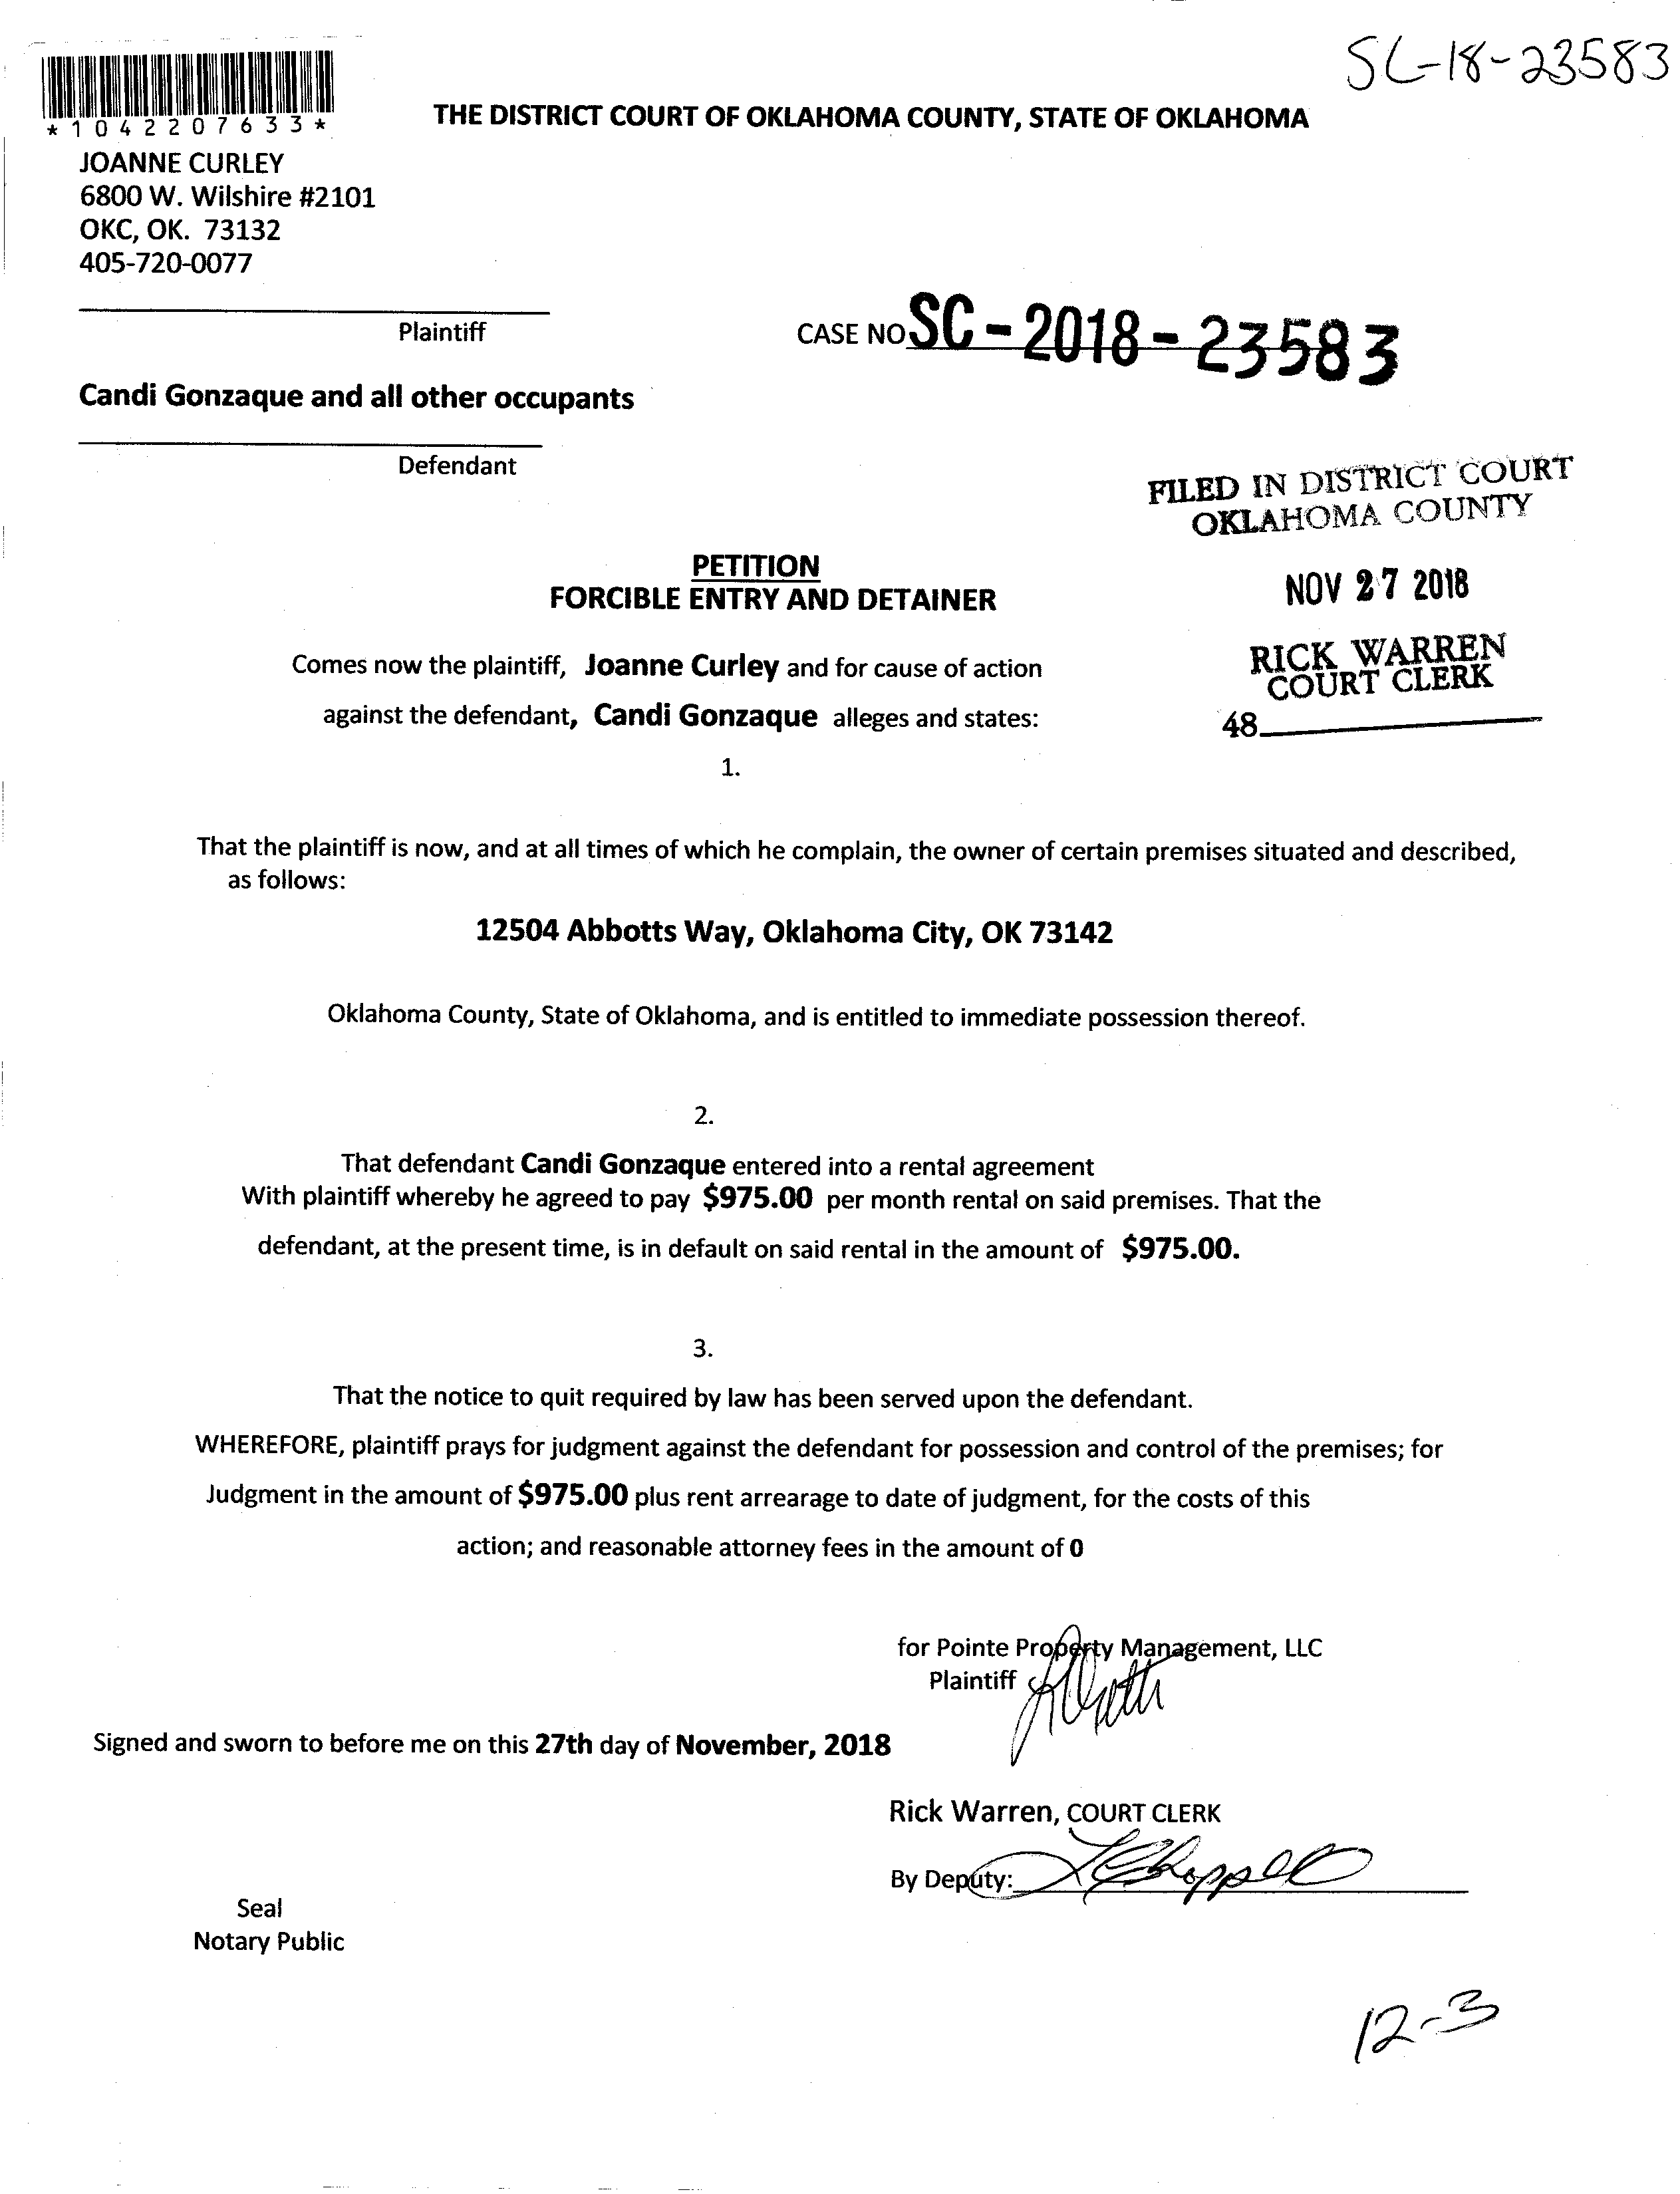 SC-18-23583
*1042207633*
THE DISTRICT COURT OF OKLAHOMA COUNTY, STATE OF OKLAHOMA
JOANNE CURLEY
6800 W. Wilshire #2101
OKC, OK. 73132
405-720-0077
Plaintiff
CASE NO SC-2018-23583
Candi Gonzaque and all other occupants
Defendant
FILED IN DISTRICT COURT
OKLAHOMA COUNTY
NOV 27 2018
RICK WARREN
COURT CLERK
48
PETITION
FORCIBLE ENTRY AND DETAINER
Comes now the plaintiff, Joanne Curley and for cause of action
against the defendant, Candi Gonzaque alleges and states:
1.
That the plaintiff is now, and at all times of which he complain, the owner of certain premises situated and described,
as follows:
12504 Abbotts Way, Oklahoma City, OK 73142
Oklahoma County, State of Oklahoma, and is entitled to immediate possession thereof.
2.
That defendant Candi Gonzaque entered into a rental agreement
With plaintiff whereby he agreed to pay $975.00 per month rental on said premises. That the
defendant, at the present time, is in default on said rental in the amount of $975.00.
3.
That the notice to quit required by law has been served upon the defendant.
WHEREFORE, plaintiff prays for judgment against the defendant for possession and control of the premises; for
Judgment in the amount of $975.00 plus rent arrearage to date of judgment, for the costs of this
action; and reasonable attorney fees in the amount of 0
for Pointe Property Management, LLC
Plaintiff
Signed and sworn to before me on this 27th day of November, 2018
Rick Warren, COURT CLERK
By Deputy:
Seal
Notary Public
12-3